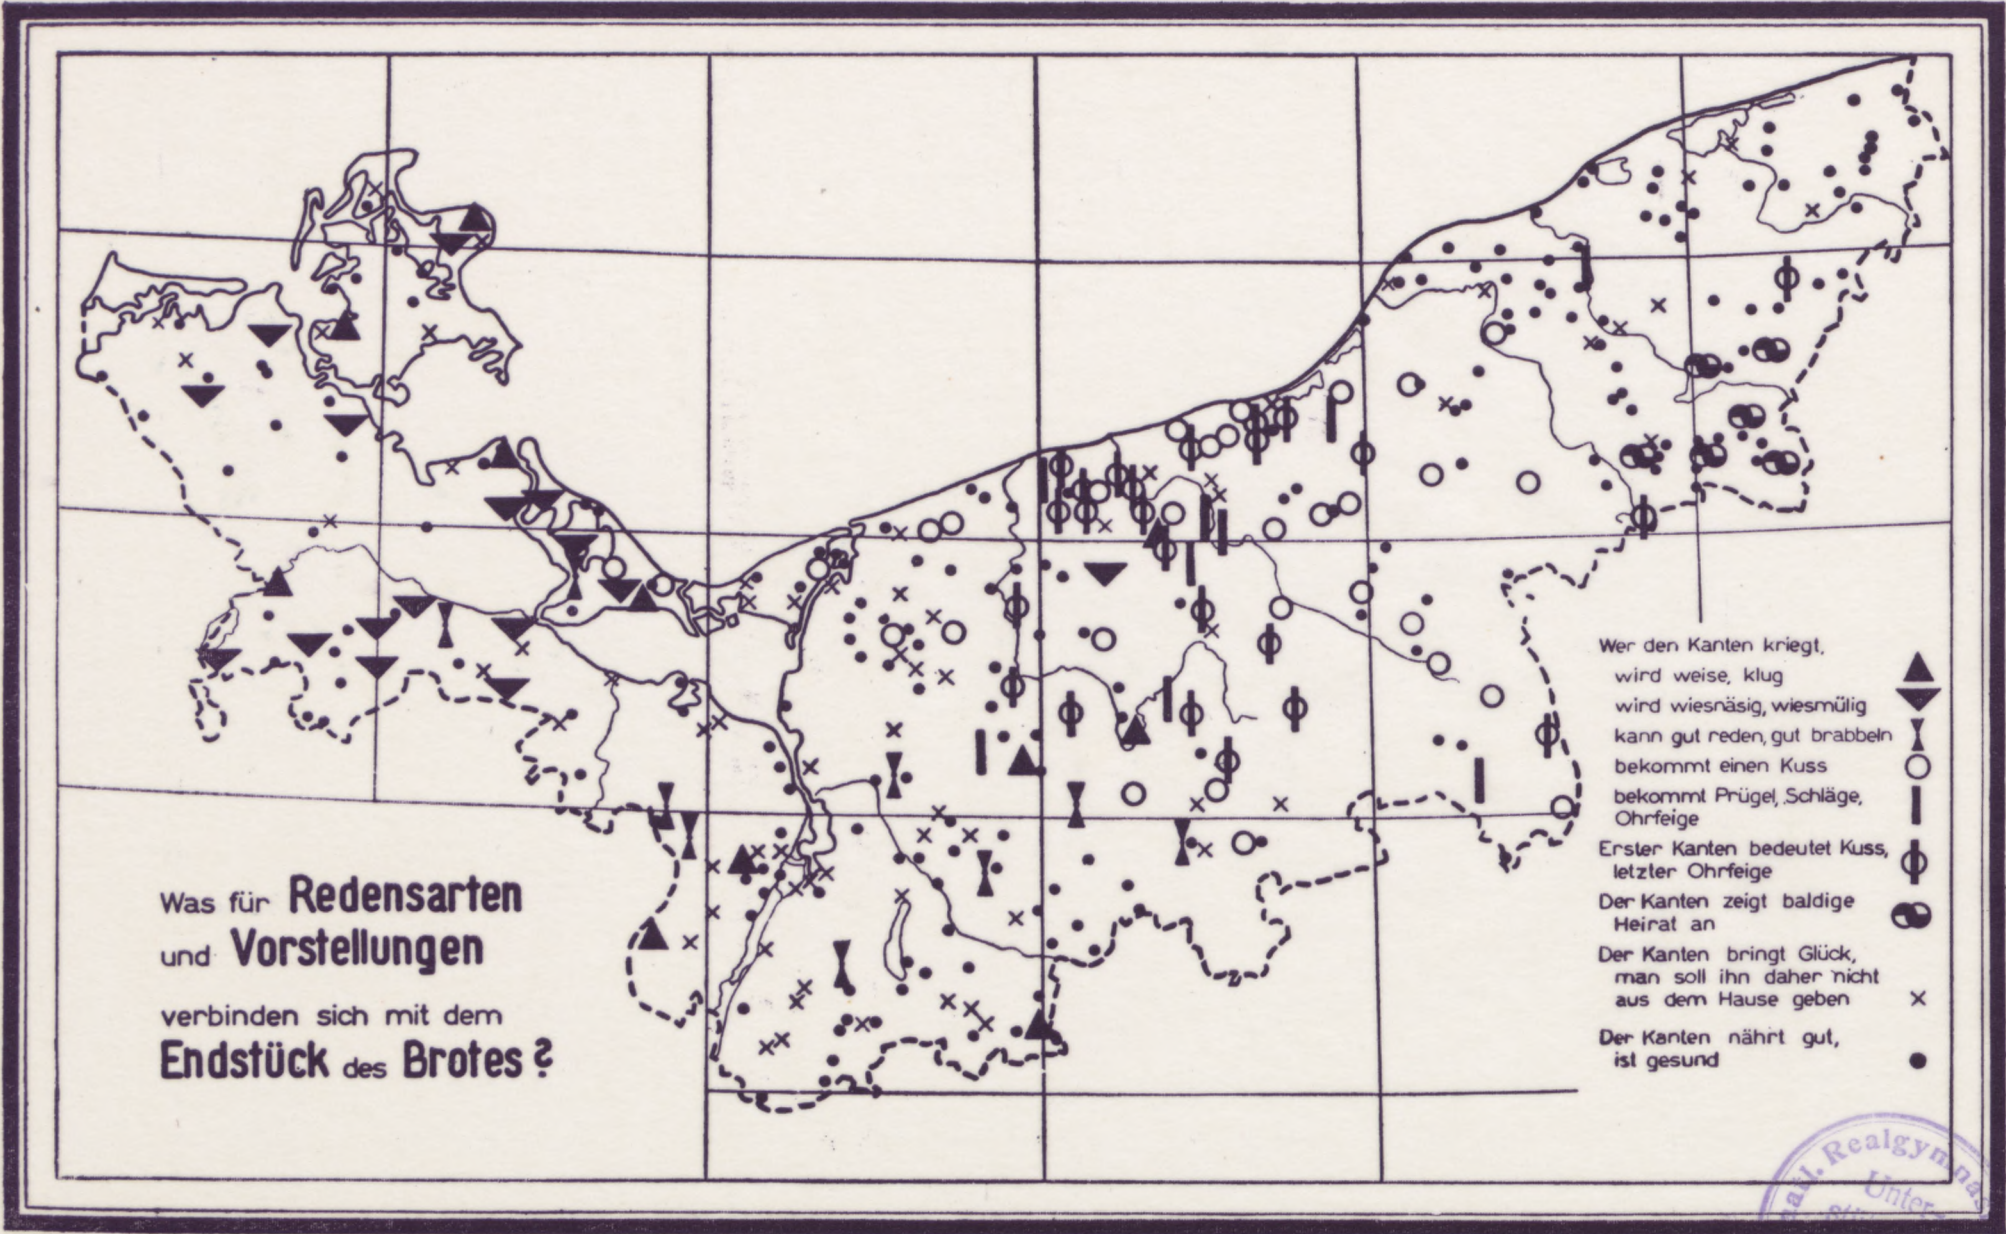 Was für Redensarten
und Vorstellungen
verbinden sich mit dem
Endstück des Brotes?
Wer den Kanten kriegt,
wird weise, klug
wird wiesnäsig, wiesmülig
kann gut reden, gut brabbeln
bekommt einen Kuss
bekommt Prügel, Schläge,
Ohrfeige
Erster Kanten bedeutet Kuss,
letzter Ohrfeige
Der Kanten zeigt baldige
Heirat an
Der Kanten bringt Glück,
man soll ihn daher nicht
aus dem Hause geben
Der Kanten nährt gut,
ist gesund